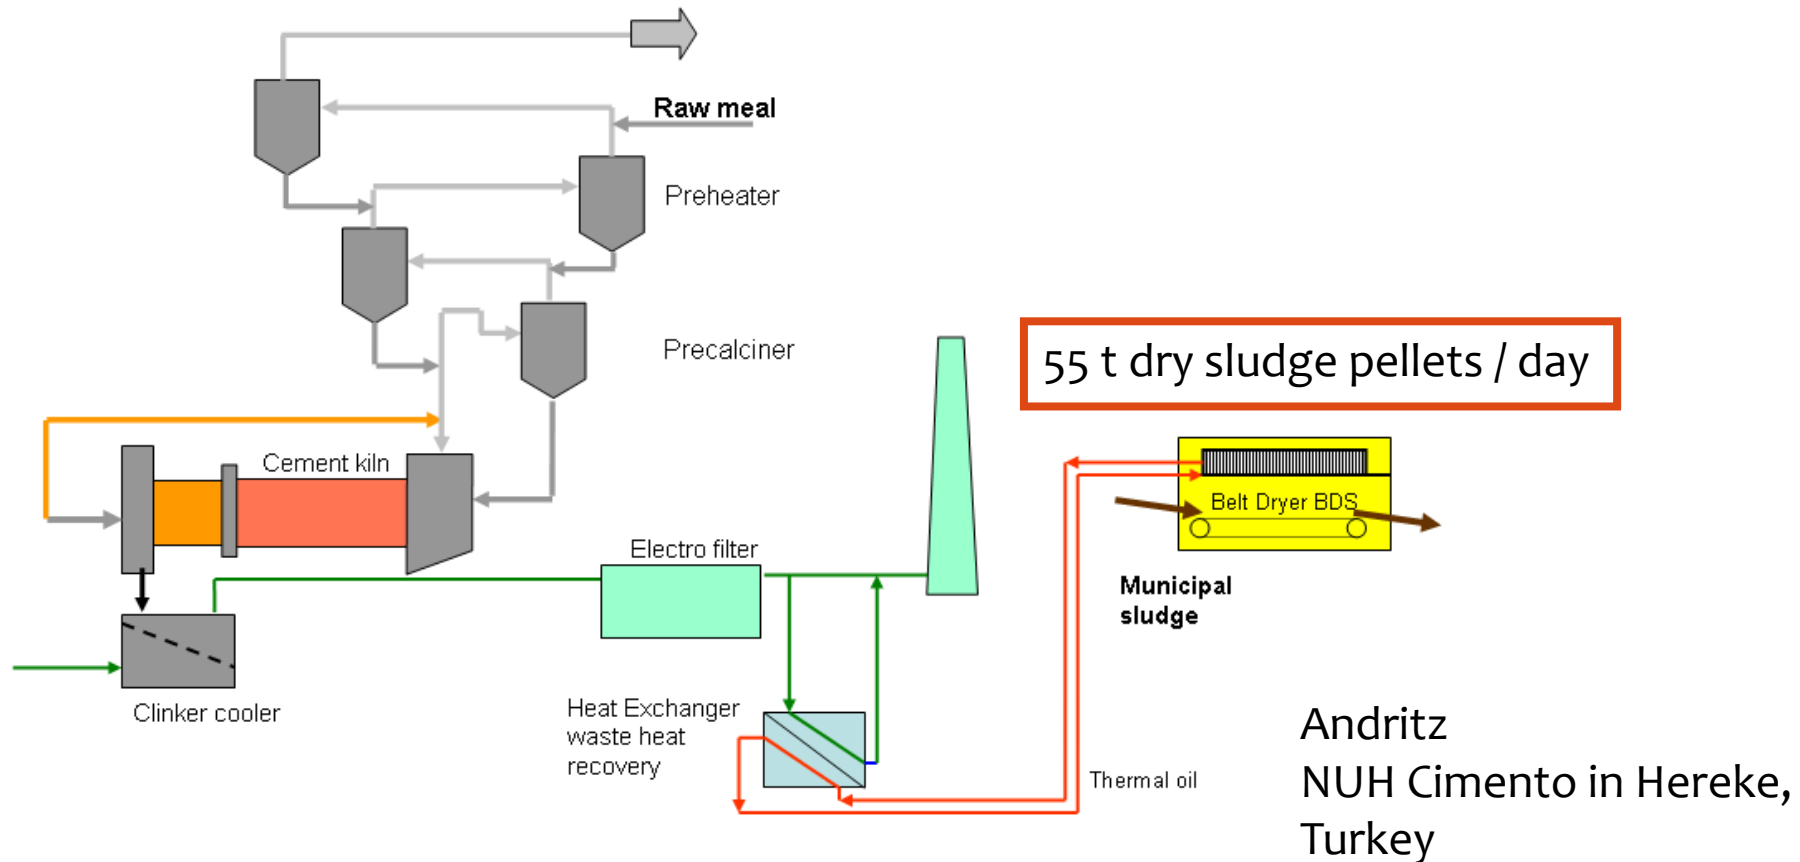 Raw meal
Preheater
Precalciner
55 t dry sludge pellets / day
Cement kiln
Belt Dryer BDS
Electro filter
Municipal
sludge
Clinker cooler
Heat Exchanger
waste heat
recovery
Thermal oil
Andritz
NUH Cimento in Hereke,
Turkey